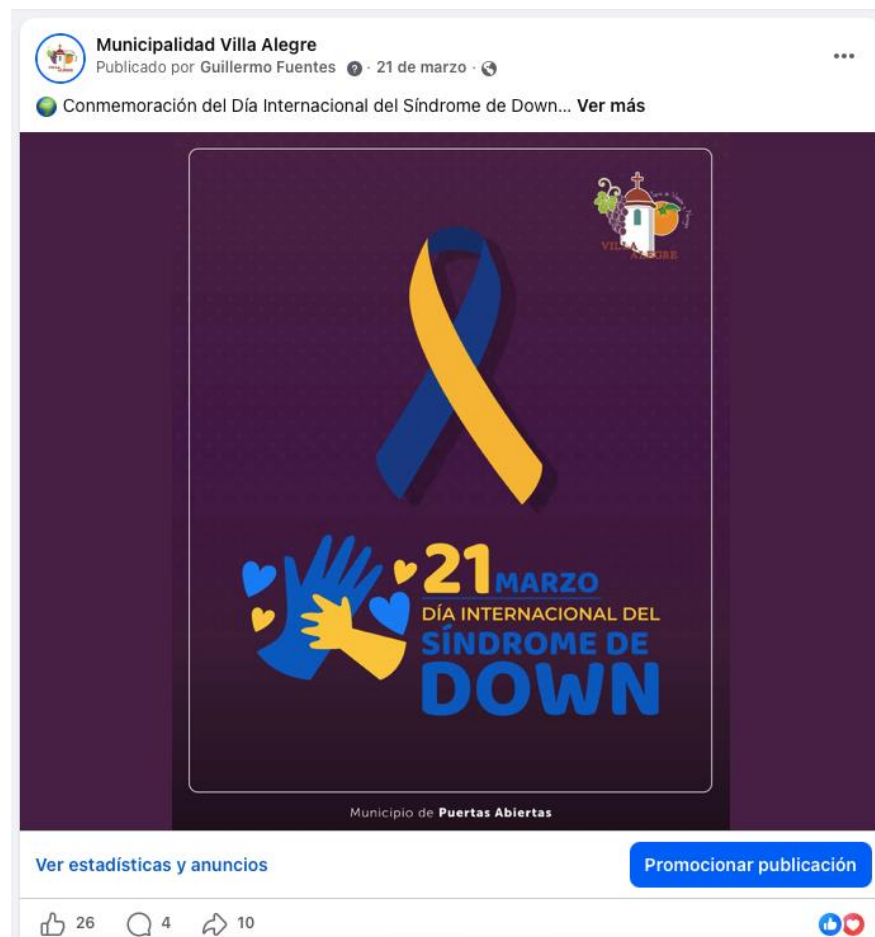 Municipalidad Villa Alegre
Publicado por Guillermo Fuentes · 21 de marzo ·
Conmemoración del Día Internacional del Síndrome de Down... Ver más
VILLA
ALEGRE
21 MARZO
DÍA INTERNACIONAL DEL
SÍNDROME DE
DOWN
Municipio de Puertas Abiertas
Ver estadísticas y anuncios
Promocionar publicación
26 4 10